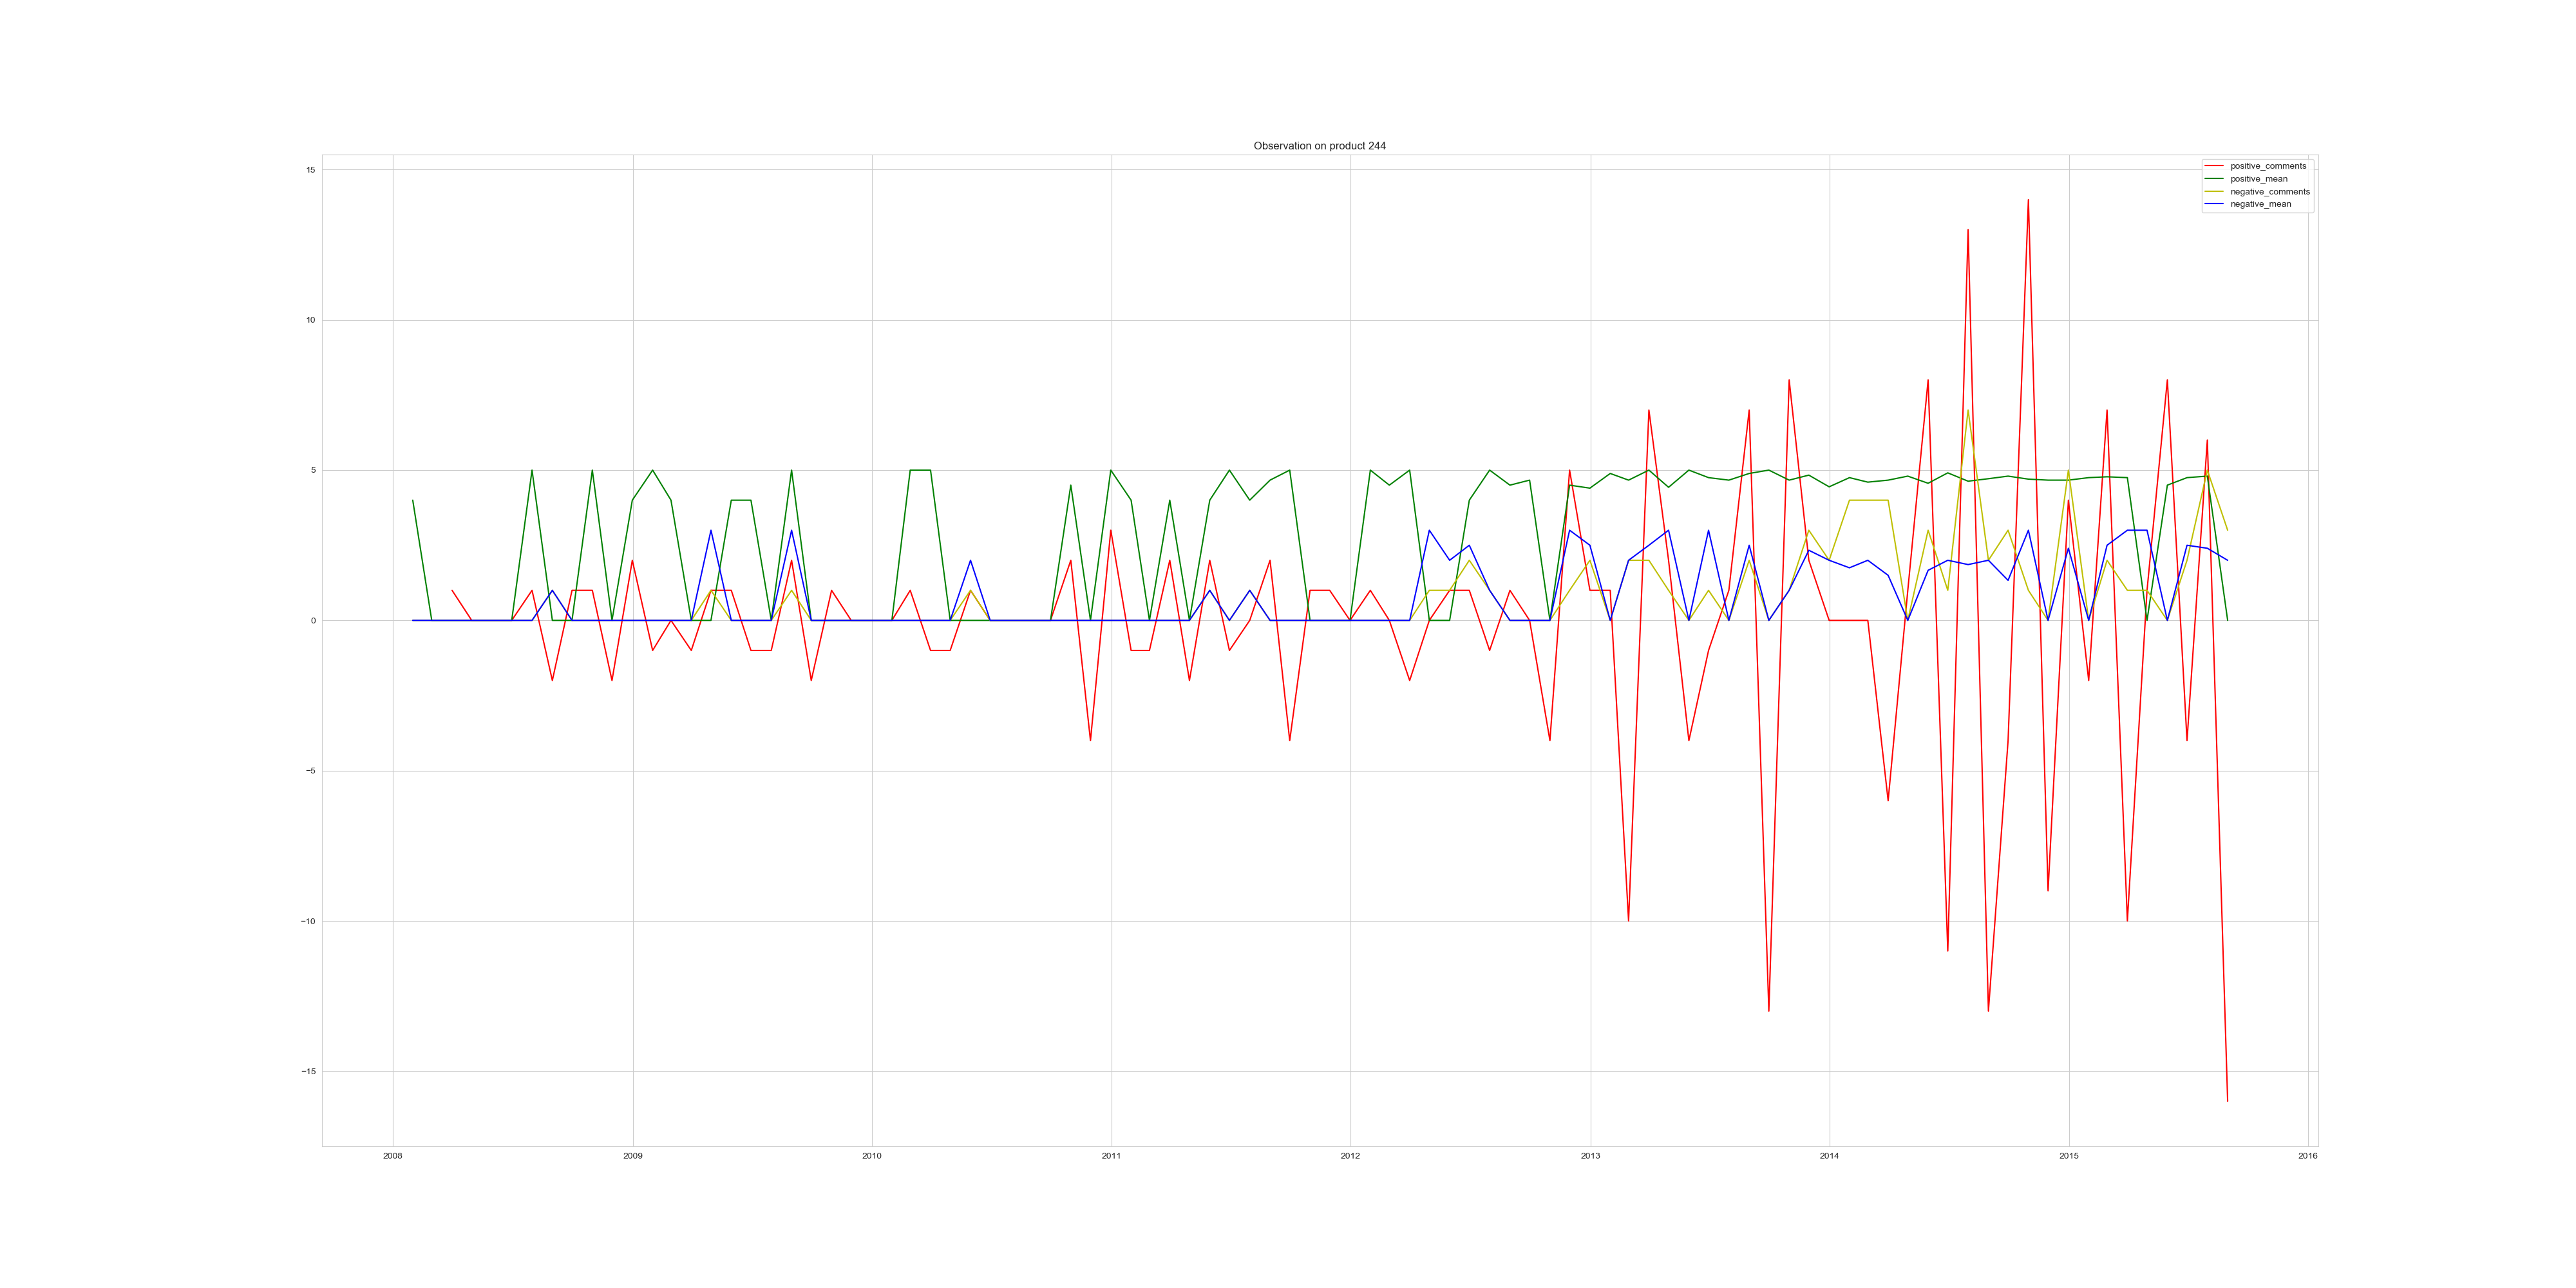 Observation on product 244
positive_comments
positive_mean
negative_comments
negative_mean
15
10
5
0
−5
−10
−15
2008 2009 2010 2011 2012 2013 2014 2015 2016